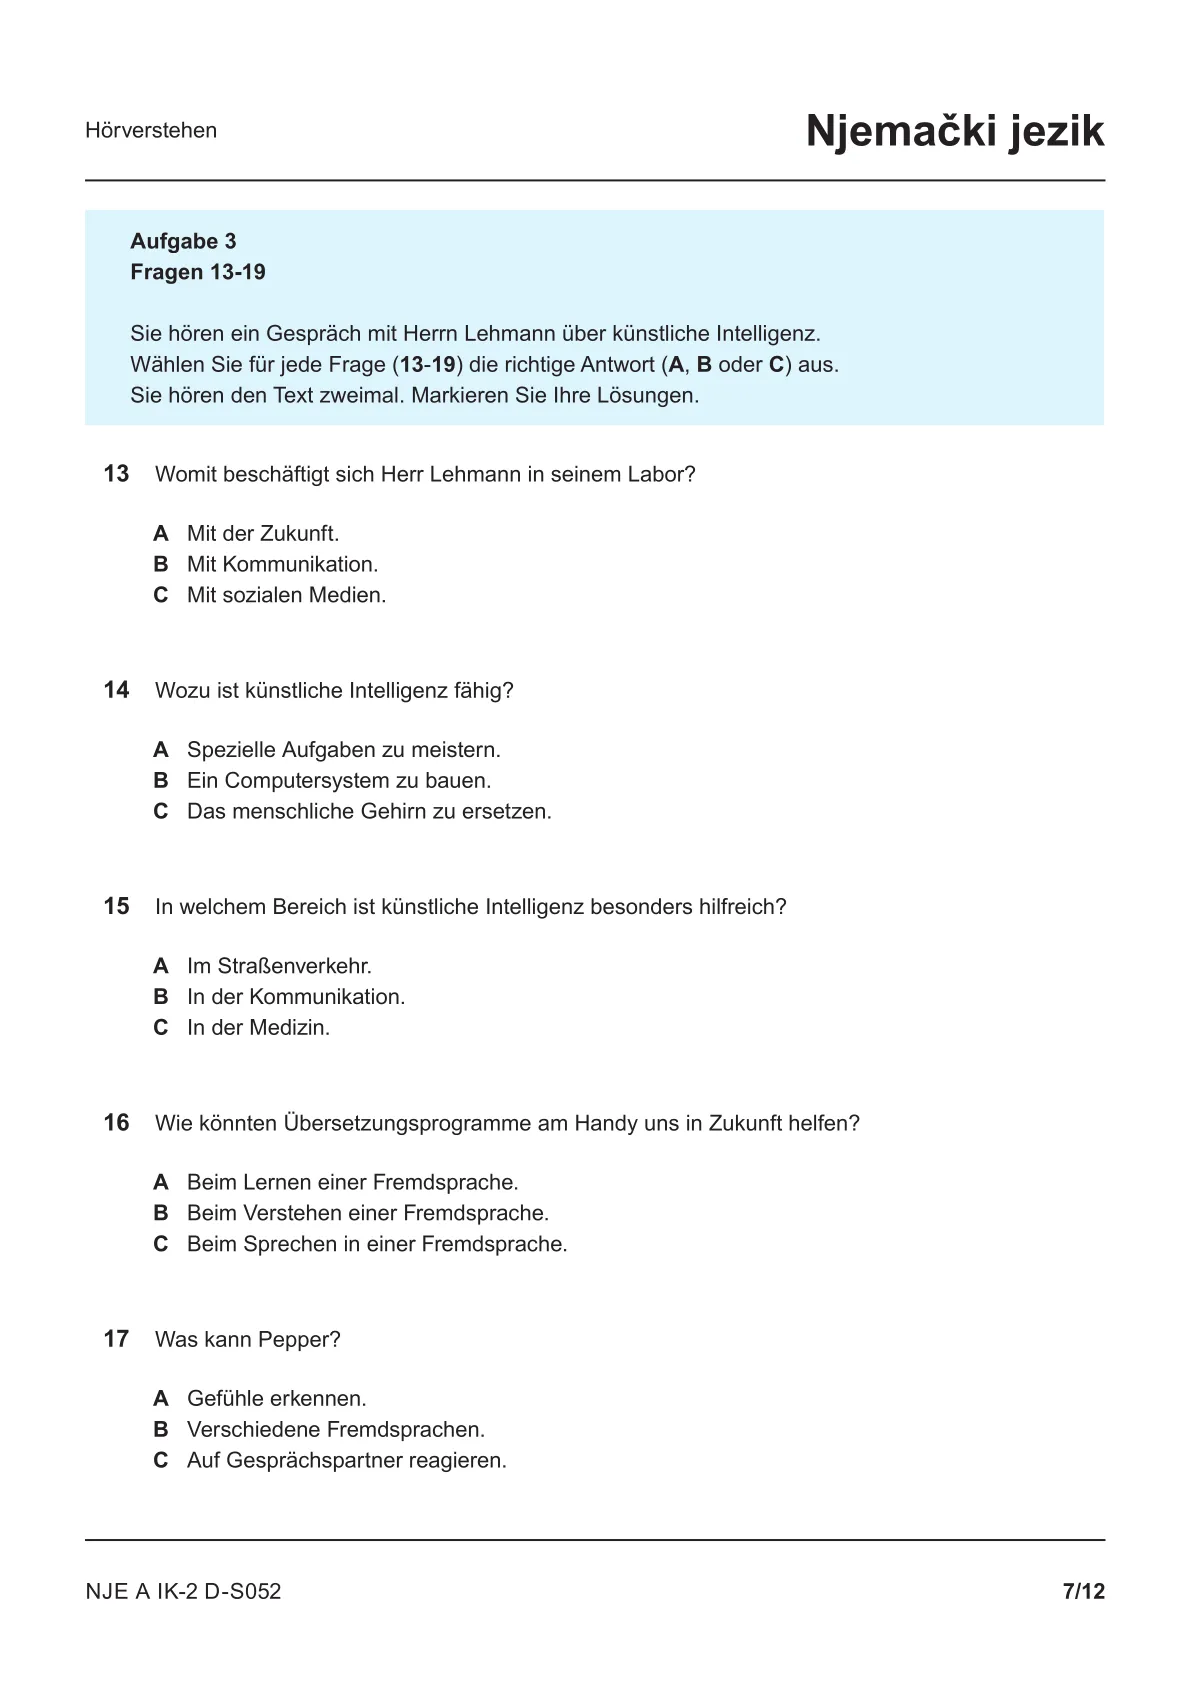 Hörverstehen
Njemački jezik
Aufgabe 3
Fragen 13-19
Sie hören ein Gespräch mit Herrn Lehmann über künstliche Intelligenz.
Wählen Sie für jede Frage (13-19) die richtige Antwort (A, B oder C) aus.
Sie hören den Text zweimal. Markieren Sie Ihre Lösungen.
13 Womit beschäftigt sich Herr Lehmann in seinem Labor?
A Mit der Zukunft.
B Mit Kommunikation.
C Mit sozialen Medien.
14 Wozu ist künstliche Intelligenz fähig?
A Spezielle Aufgaben zu meistern.
B Ein Computersystem zu bauen.
C Das menschliche Gehirn zu ersetzen.
15 In welchem Bereich ist künstliche Intelligenz besonders hilfreich?
A Im Straßenverkehr.
B In der Kommunikation.
C In der Medizin.
16 Wie könnten Übersetzungsprogramme am Handy uns in Zukunft helfen?
A Beim Lernen einer Fremdsprache.
B Beim Verstehen einer Fremdsprache.
C Beim Sprechen in einer Fremdsprache.
17 Was kann Pepper?
A Gefühle erkennen.
B Verschiedene Fremdsprachen.
C Auf Gesprächspartner reagieren.
NJE A IK-2 D-S052
7/12